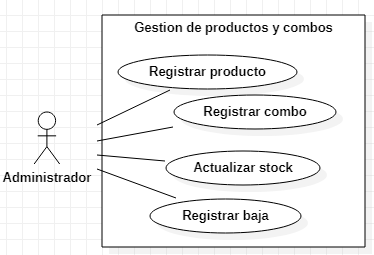 Gestion de productos y combos
Registrar producto
Registrar combo
Administrador
Actualizar stock
Registrar baja